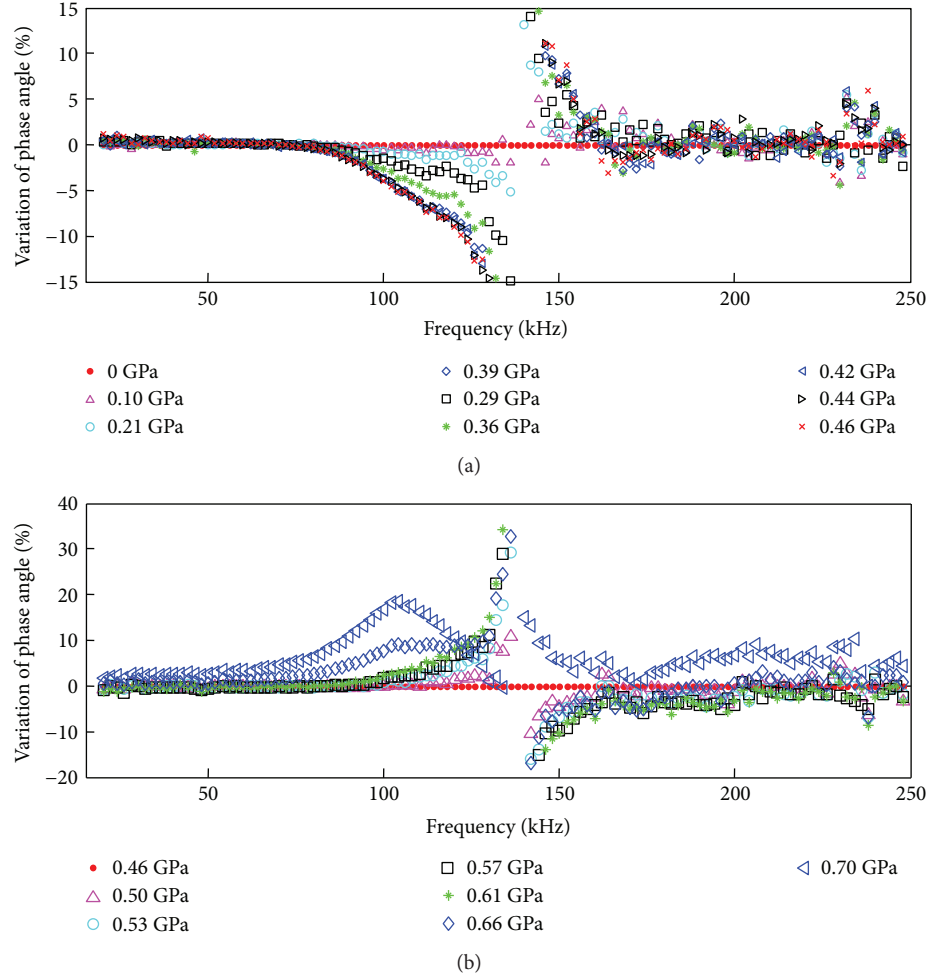 15
10
5
0
−5
−10
−15
Variation of phase angle (%)
50 100 150 200 250
Frequency (kHz)
0 GPa 0.39 GPa 0.42 GPa
0.10 GPa 0.29 GPa 0.44 GPa
0.21 GPa 0.36 GPa 0.46 GPa
(a)
40
30
20
10
0
−10
−20
Variation of phase angle (%)
50 100 150 200 250
Frequency (kHz)
0.46 GPa 0.57 GPa 0.70 GPa
0.50 GPa 0.61 GPa
0.53 GPa 0.66 GPa
(b)